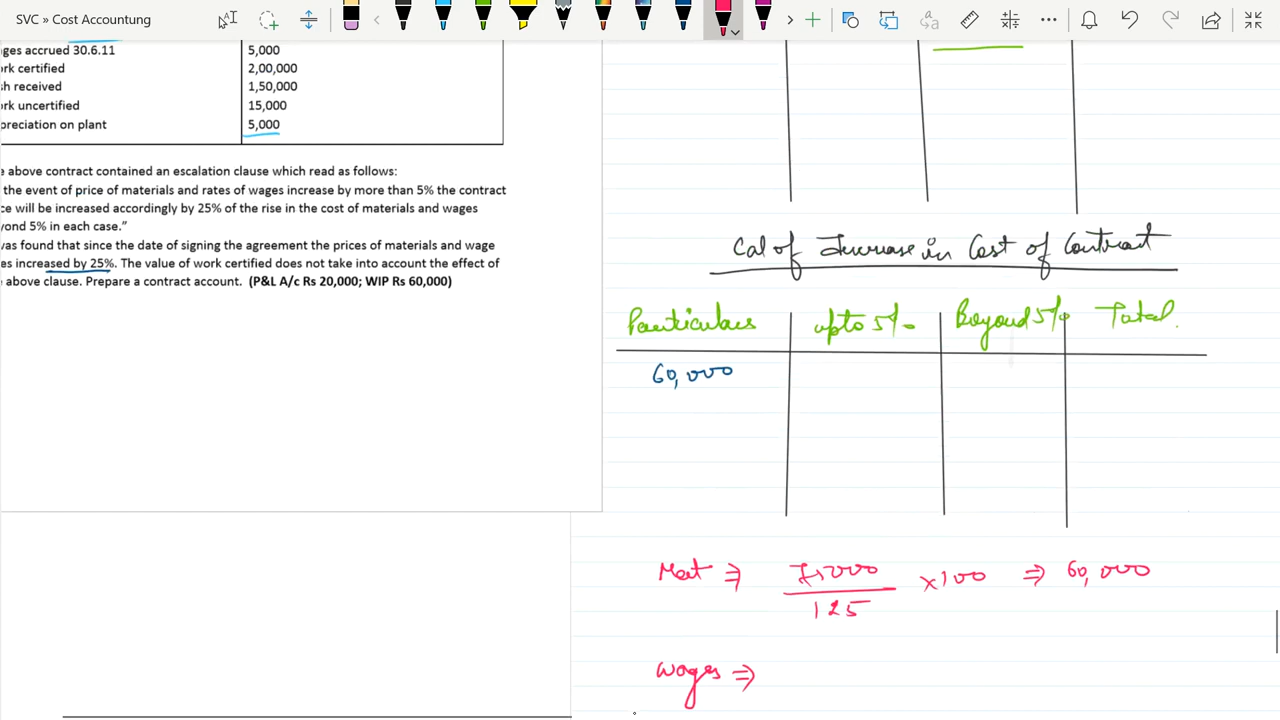 SVC » Cost Accountung
ges accrued 30.6.11 5,000
rk certified 2,00,000
sh received 1,50,000
rk uncertified 15,000
preciation on plant 5,000
e above contract contained an escalation clause which read as follows:
the event of price of materials and rates of wages increase by more than 5% the contract
ce will be increased accordingly by 25% of the rise in the cost of materials and wages
yond 5% in each case.”
was found that since the date of signing the agreement the prices of materials and wage
es increased by 25%. The value of work certified does not take into account the effect of
e above clause. Prepare a contract account. (P&L A/c Rs 20,000; WIP Rs 60,000)
Cal of Increase in Cost of Contract
Particulars upto 5% Beyond 5% Total.
60,000
Mat ⇒ 75000 / 125 ×100 ⇒ 60,000
Wages ⇒